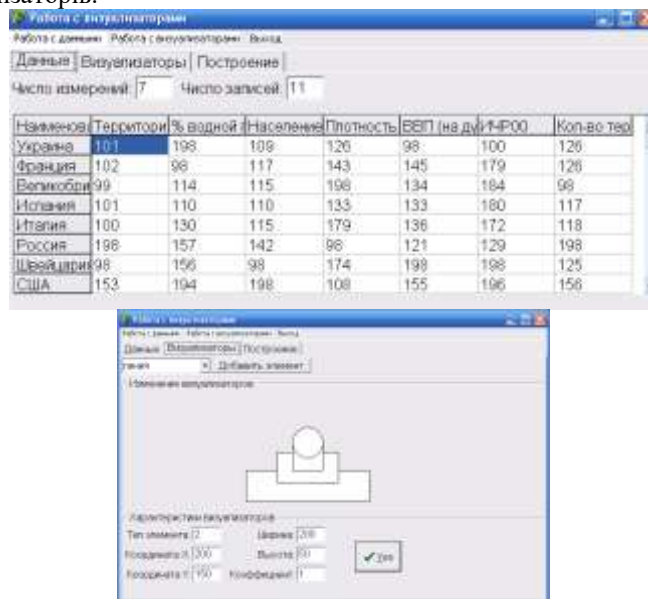 изаторів.
Работа с визуализаторами
Работа с данными Работа с визуализаторами Выход
Данные Визуализаторы Построение
Число измерений 7 Число записей 11
Наименова Территори % водной Население Плотность ВВП (на ду ИЧР00 Кол-во тер
Украина 101 198 109 126 98 100 126
Франция 102 98 117 143 145 179 126
Великобри 99 114 115 198 134 184 98
Испания 101 110 110 133 133 180 117
Италия 100 130 115 179 136 172 118
Россия 198 157 142 98 121 129 198
Швейцария 98 156 98 174 198 198 125
США 153 194 198 108 155 196 156
Работа с визуализаторами
Работа с данными Работа с визуализаторами Выход
Данные Визуализаторы Построение
Добавить элемент
Изменение визуализаторов
Характеристики визуализаторов
Тип элемента 2 Ширина 200
Координата X 200 Высота 50
Координата Y 150 Коэффициент 1
Yes